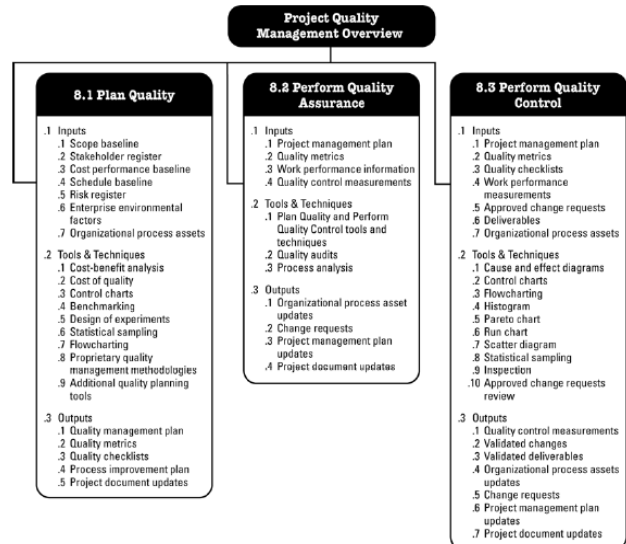 Project Quality
Management Overview
8.1 Plan Quality
.1 Inputs
.1 Scope baseline
.2 Stakeholder register
.3 Cost performance baseline
.4 Schedule baseline
.5 Risk register
.6 Enterprise environmental
factors
.7 Organizational process assets
.2 Tools & Techniques
.1 Cost-benefit analysis
.2 Cost of quality
.3 Control charts
.4 Benchmarking
.5 Design of experiments
.6 Statistical sampling
.7 Flowcharting
.8 Proprietary quality
management methodologies
.9 Additional quality planning
tools
.3 Outputs
.1 Quality management plan
.2 Quality metrics
.3 Quality checklists
.4 Process improvement plan
.5 Project document updates
8.2 Perform Quality
Assurance
.1 Inputs
.1 Project management plan
.2 Quality metrics
.3 Work performance information
.4 Quality control measurements
.2 Tools & Techniques
.1 Plan Quality and Perform
Quality Control tools and
techniques
.2 Quality audits
.3 Process analysis
.3 Outputs
.1 Organizational process asset
updates
.2 Change requests
.3 Project management plan
updates
.4 Project document updates
8.3 Perform Quality
Control
.1 Inputs
.1 Project management plan
.2 Quality metrics
.3 Quality checklists
.4 Work performance
measurements
.5 Approved change requests
.6 Deliverables
.7 Organizational process assets
.2 Tools & Techniques
.1 Cause and effect diagrams
.2 Control charts
.3 Flowcharting
.4 Histogram
.5 Pareto chart
.6 Run chart
.7 Scatter diagram
.8 Statistical sampling
.9 Inspection
.10 Approved change requests
review
.3 Outputs
.1 Quality control measurements
.2 Validated changes
.3 Validated deliverables
.4 Organizational process assets
updates
.5 Change requests
.6 Project management plan
updates
.7 Project document updates